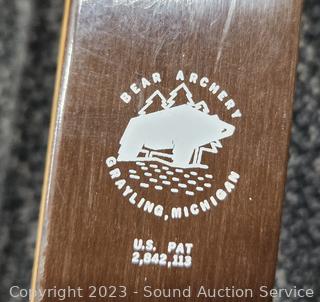 BEAR ARCHERY
GRAYLING, MICHIGAN
U.S. PAT
2,642,113
Copyright © 2023 - Sound Auction Service